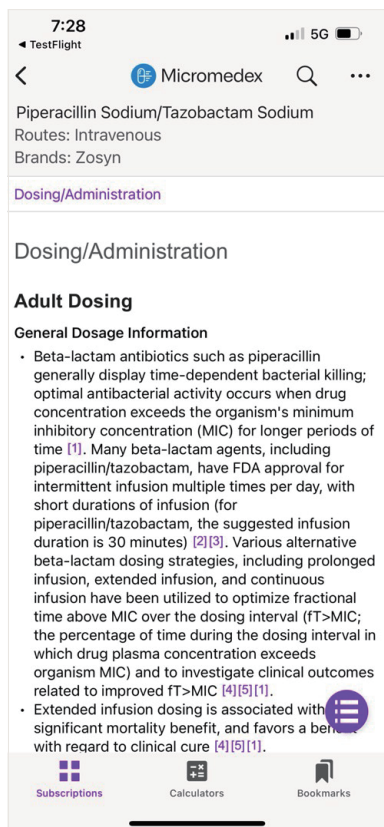 7:28
5G
◄ TestFlight
Micromedex
Piperacillin Sodium/Tazobactam Sodium
Routes: Intravenous
Brands: Zosyn
Dosing/Administration
Dosing/Administration
Adult Dosing
General Dosage Information
• Beta-lactam antibiotics such as piperacillin
generally display time-dependent bacterial killing;
optimal antibacterial activity occurs when drug
concentration exceeds the organism's minimum
inhibitory concentration (MIC) for longer periods of
time [1]. Many beta-lactam agents, including
piperacillin/tazobactam, have FDA approval for
intermittent infusion multiple times per day, with
short durations of infusion (for
piperacillin/tazobactam, the suggested infusion
duration is 30 minutes) [2][3]. Various alternative
beta-lactam dosing strategies, including prolonged
infusion, extended infusion, and continuous
infusion have been utilized to optimize fractional
time above MIC over the dosing interval (fT>MIC;
the percentage of time during the dosing interval in
which drug plasma concentration exceeds
organism MIC) and to investigate clinical outcomes
related to improved fT>MIC [4][5][1].
• Extended infusion dosing is associated with
significant mortality benefit, and favors a
with regard to clinical cure [4][5][1].
Subscriptions
Calculators
Bookmarks